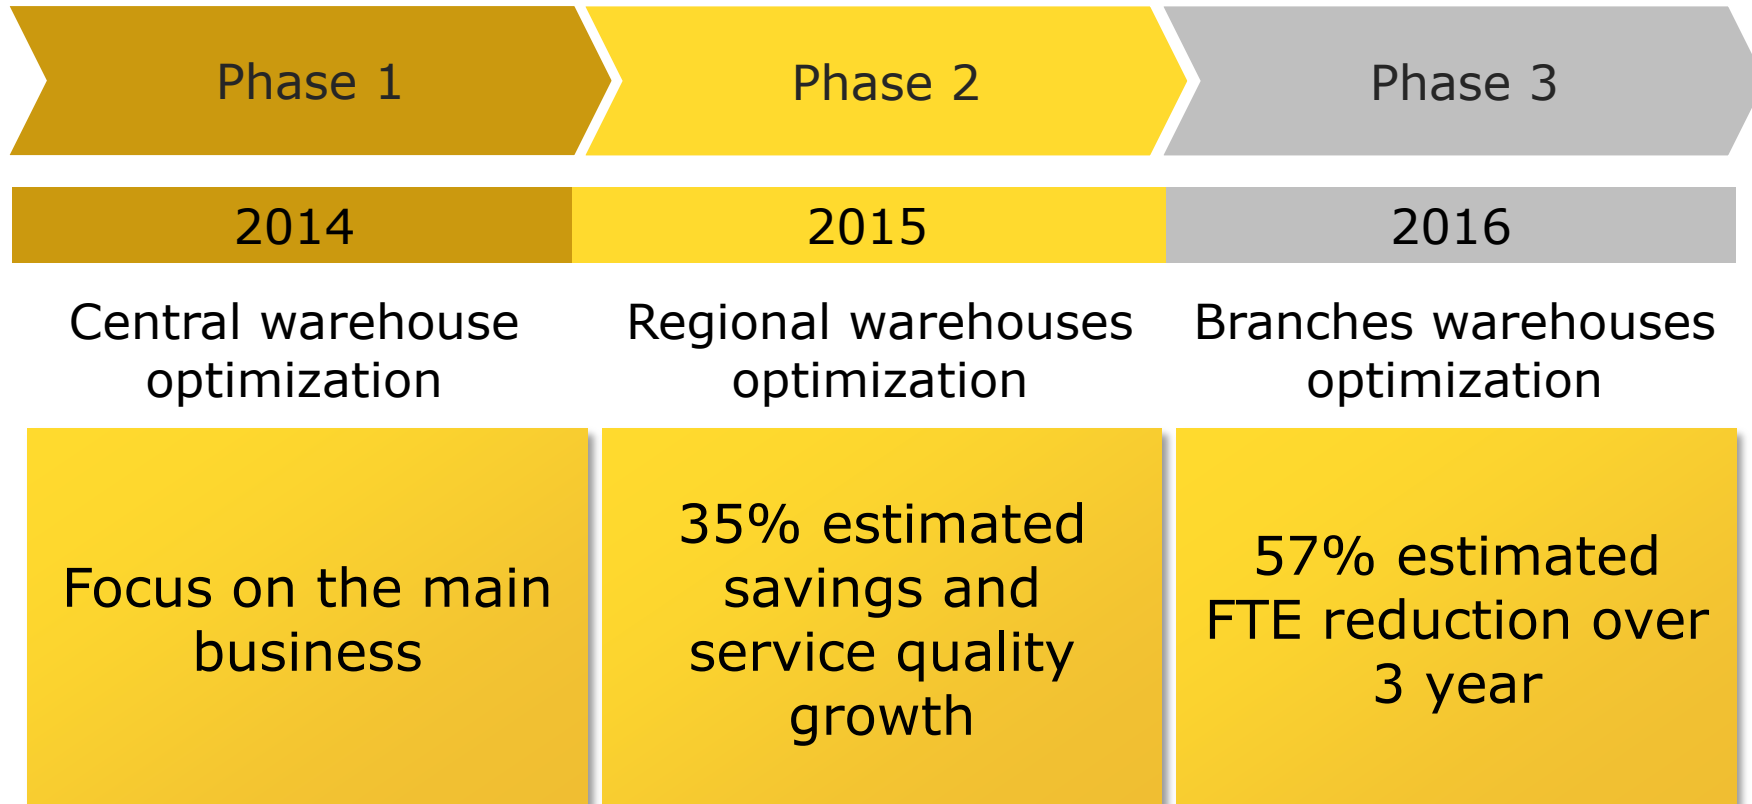 Phase 1
Phase 2
Phase 3
2014
2015
2016
Central warehouse
optimization
Regional warehouses
optimization
Branches warehouses
optimization
Focus on the main
business
35% estimated
savings and
service quality
growth
57% estimated
FTE reduction over
3 year